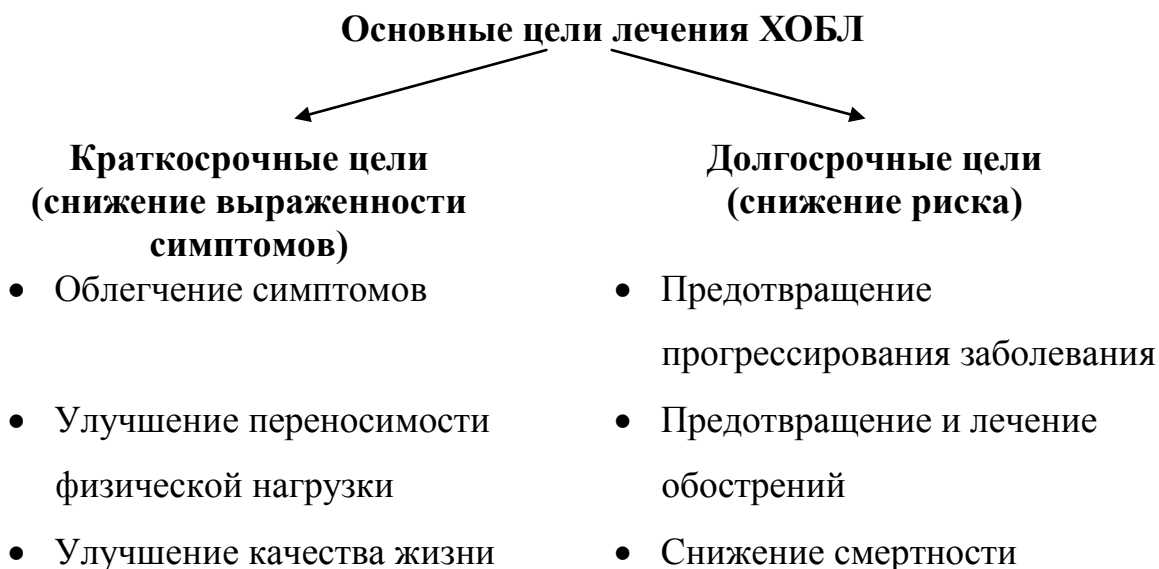 Основные цели лечения ХОБЛ
Краткосрочные цели
(снижение выраженности
симптомов)
• Облегчение симптомов
• Улучшение переносимости
физической нагрузки
• Улучшение качества жизни
Долгосрочные цели
(снижение риска)
• Предотвращение
прогрессирования заболевания
• Предотвращение и лечение
обострений
• Снижение смертности